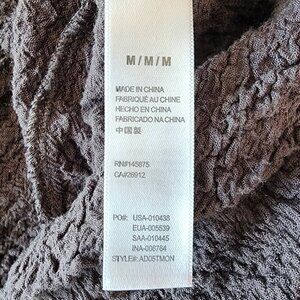 M / M / M
MADE IN CHINA
FABRIQUÉ AU CHINE
HECHO EN CHINA
FABRICADO NA CHINA
中国製
RN#145875
CA#26912
PO#: USA-010438
EUA-005539
SAA-010445
INA-006764
STYLE#: AD05TMON